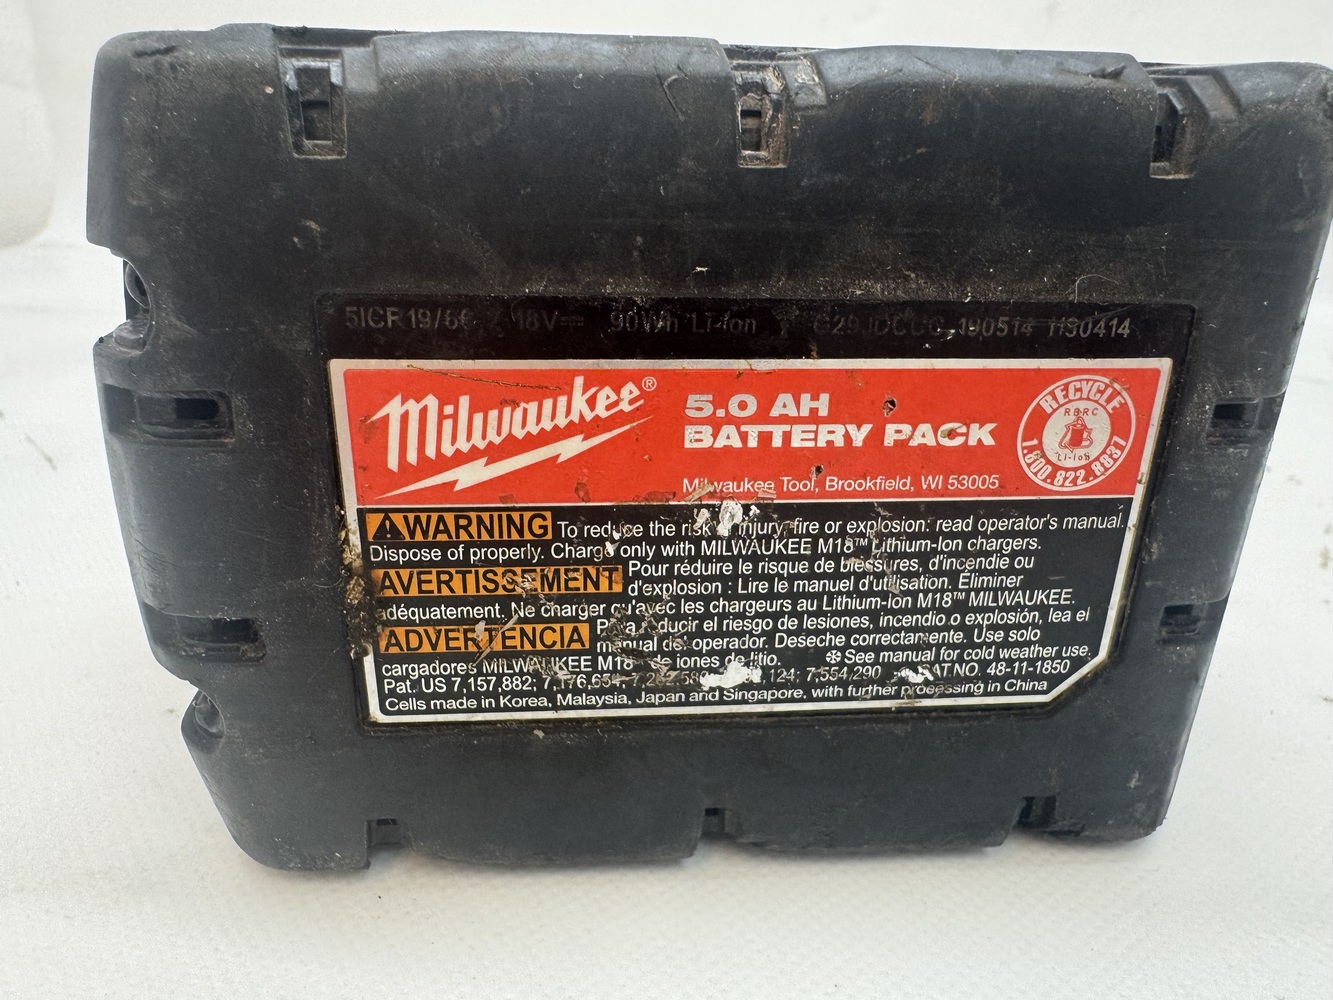 5ICR19/66 18V 90Wh Li-Ion 190514 1130414
Milwaukee®
5.0 AH
BATTERY PACK
Milwaukee Tool, Brookfield, WI 53005
RECYCLE
RBRC
Li-Ion
1.800.822.8837
⚠WARNING To reduce the risk of injury, fire or explosion: read operator's manual.
Dispose of properly. Charge only with MILWAUKEE M18™ Lithium-Ion chargers.
AVERTISSEMENT Pour réduire le risque de blessures, d'incendie ou
d'explosion : Lire le manuel d'utilisation. Éliminer
adéquatement. Ne charger qu'avec les chargeurs au Lithium-ion M18™ MILWAUKEE.
ADVERTENCIA Para reducir el riesgo de lesiones, incendio o explosión, lea el
manual del operador. Deseche correctamente. Use solo
cargadores MILWAUKEE M18 de iones de litio. ❄See manual for cold weather use.
Pat. US 7,157,882; 7,176,654; 124; 7,554,290 CAT.NO. 48-11-1850
Cells made in Korea, Malaysia, Japan and Singapore, with further processing in China